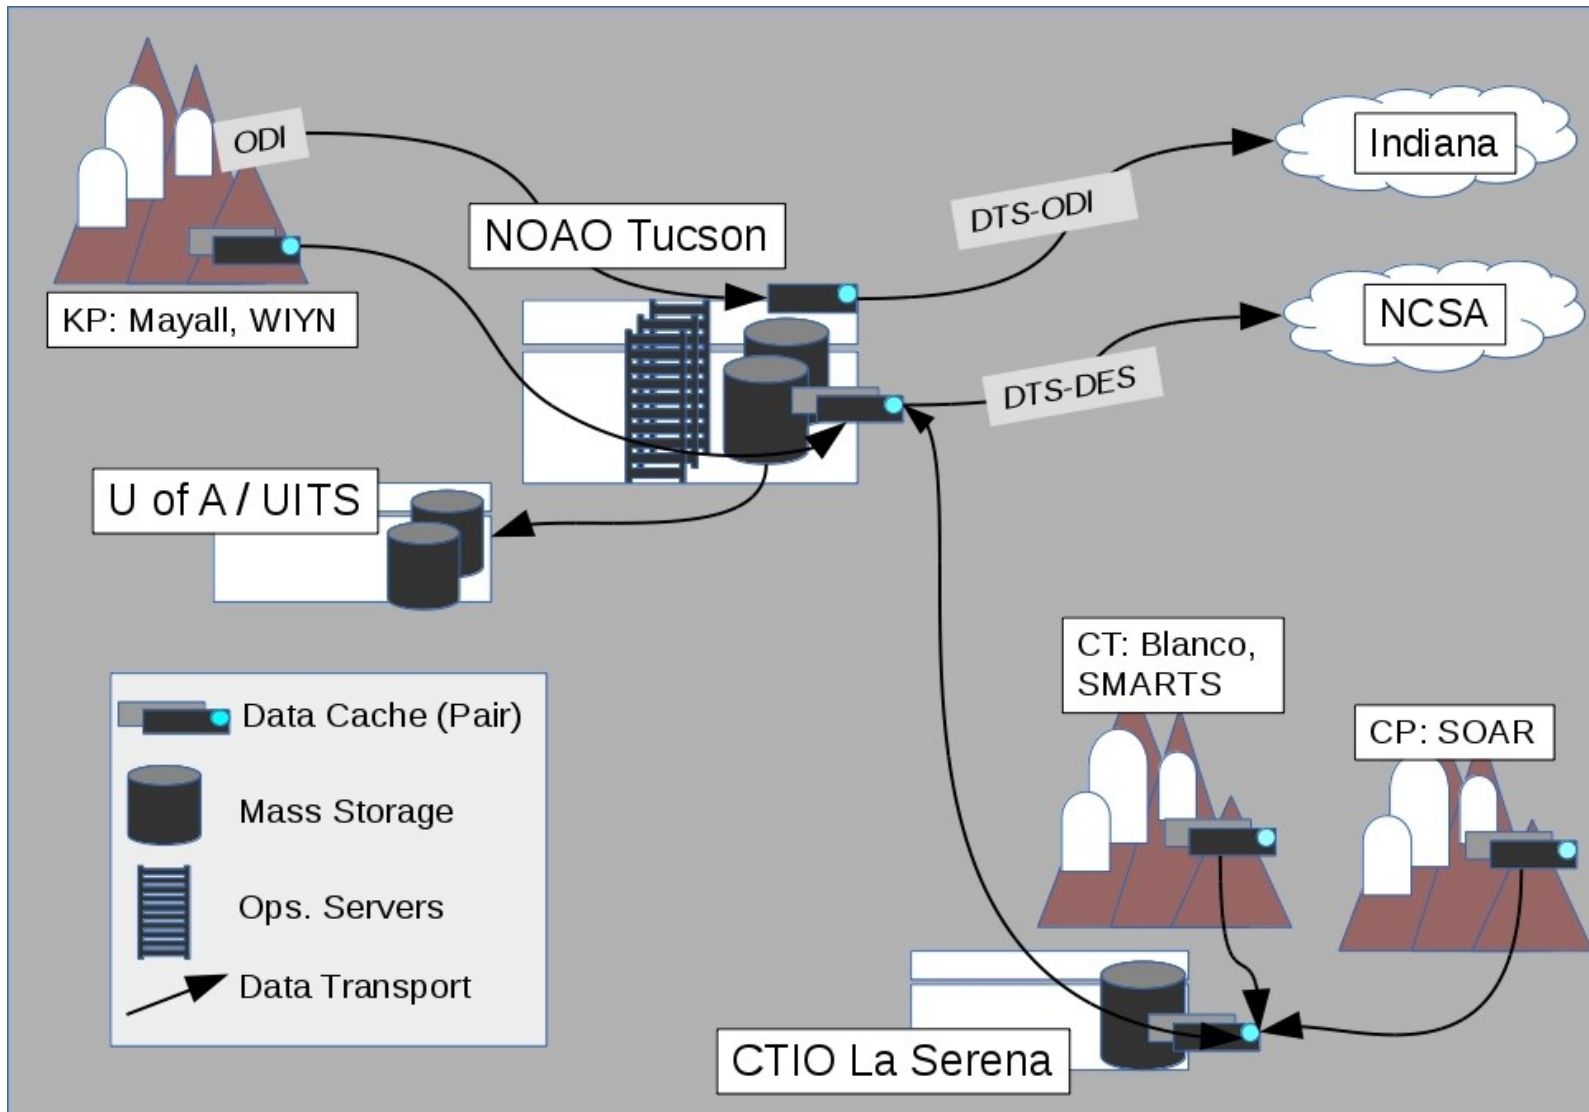 ODI
Indiana
DTS-ODI
NOAO Tucson
KP: Mayall, WIYN
NCSA
DTS-DES
U of A / UITS
CT: Blanco,
SMARTS
CP: SOAR
Data Cache (Pair)
Mass Storage
Ops. Servers
Data Transport
CTIO La Serena